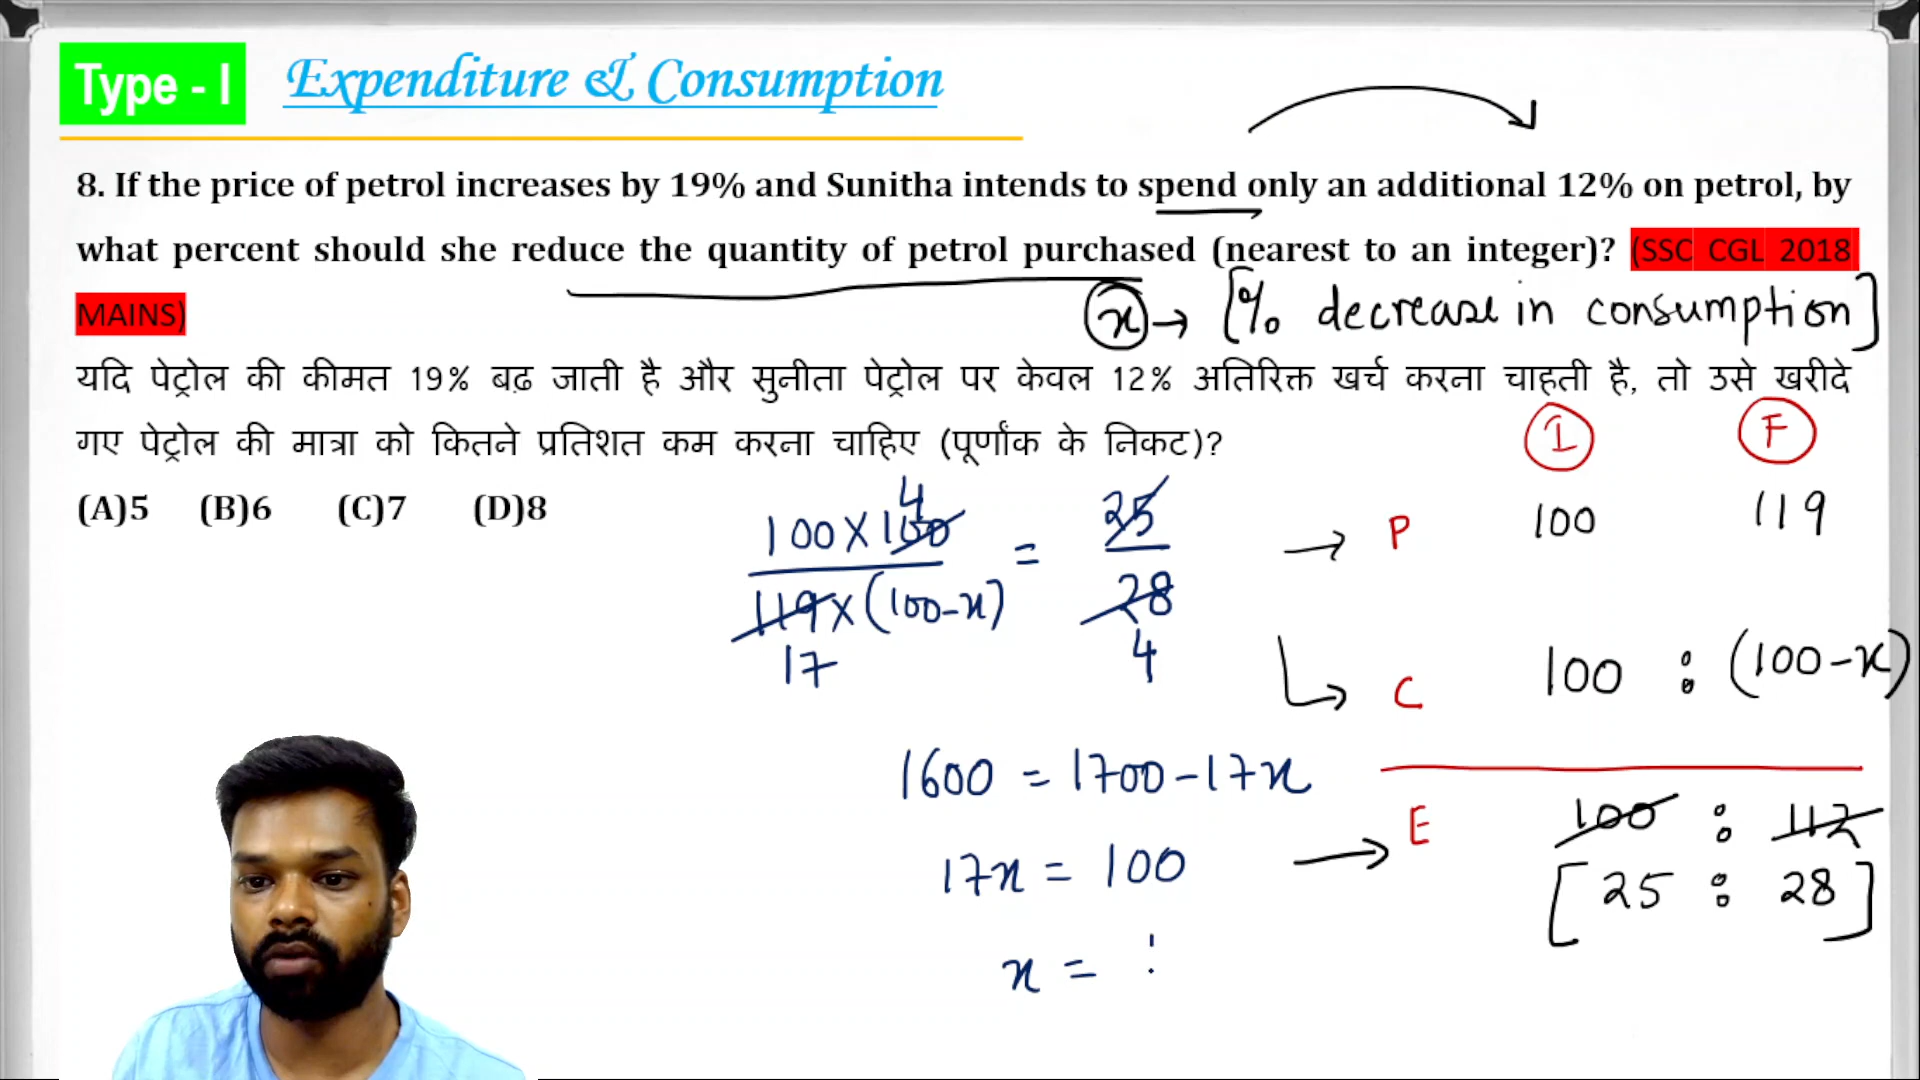 Type - I Expenditure & Consumption
8. If the price of petrol increases by 19% and Sunitha intends to spend only an additional 12% on petrol, by
what percent should she reduce the quantity of petrol purchased (nearest to an integer)? (SSC CGL 2018
MAINS)
x → [% decrease in consumption]
यदि पेट्रोल की कीमत 19% बढ़ जाती है और सुनीता पेट्रोल पर केवल 12% अतिरिक्त खर्च करना चाहती है, तो उसे खरीदे
गए पेट्रोल की मात्रा को कितने प्रतिशत कम करना चाहिए (पूर्णांक के निकट)?
I F
(A)5 (B)6 (C)7 (D)8
4
100 X 100 = 25
119 X (100-x) 28
17 4
→ P 100 119
→ C 100 : (100-x)
1600 = 1700-17x
→ E 100 : 112
17x = 100
[25 : 28]
x =